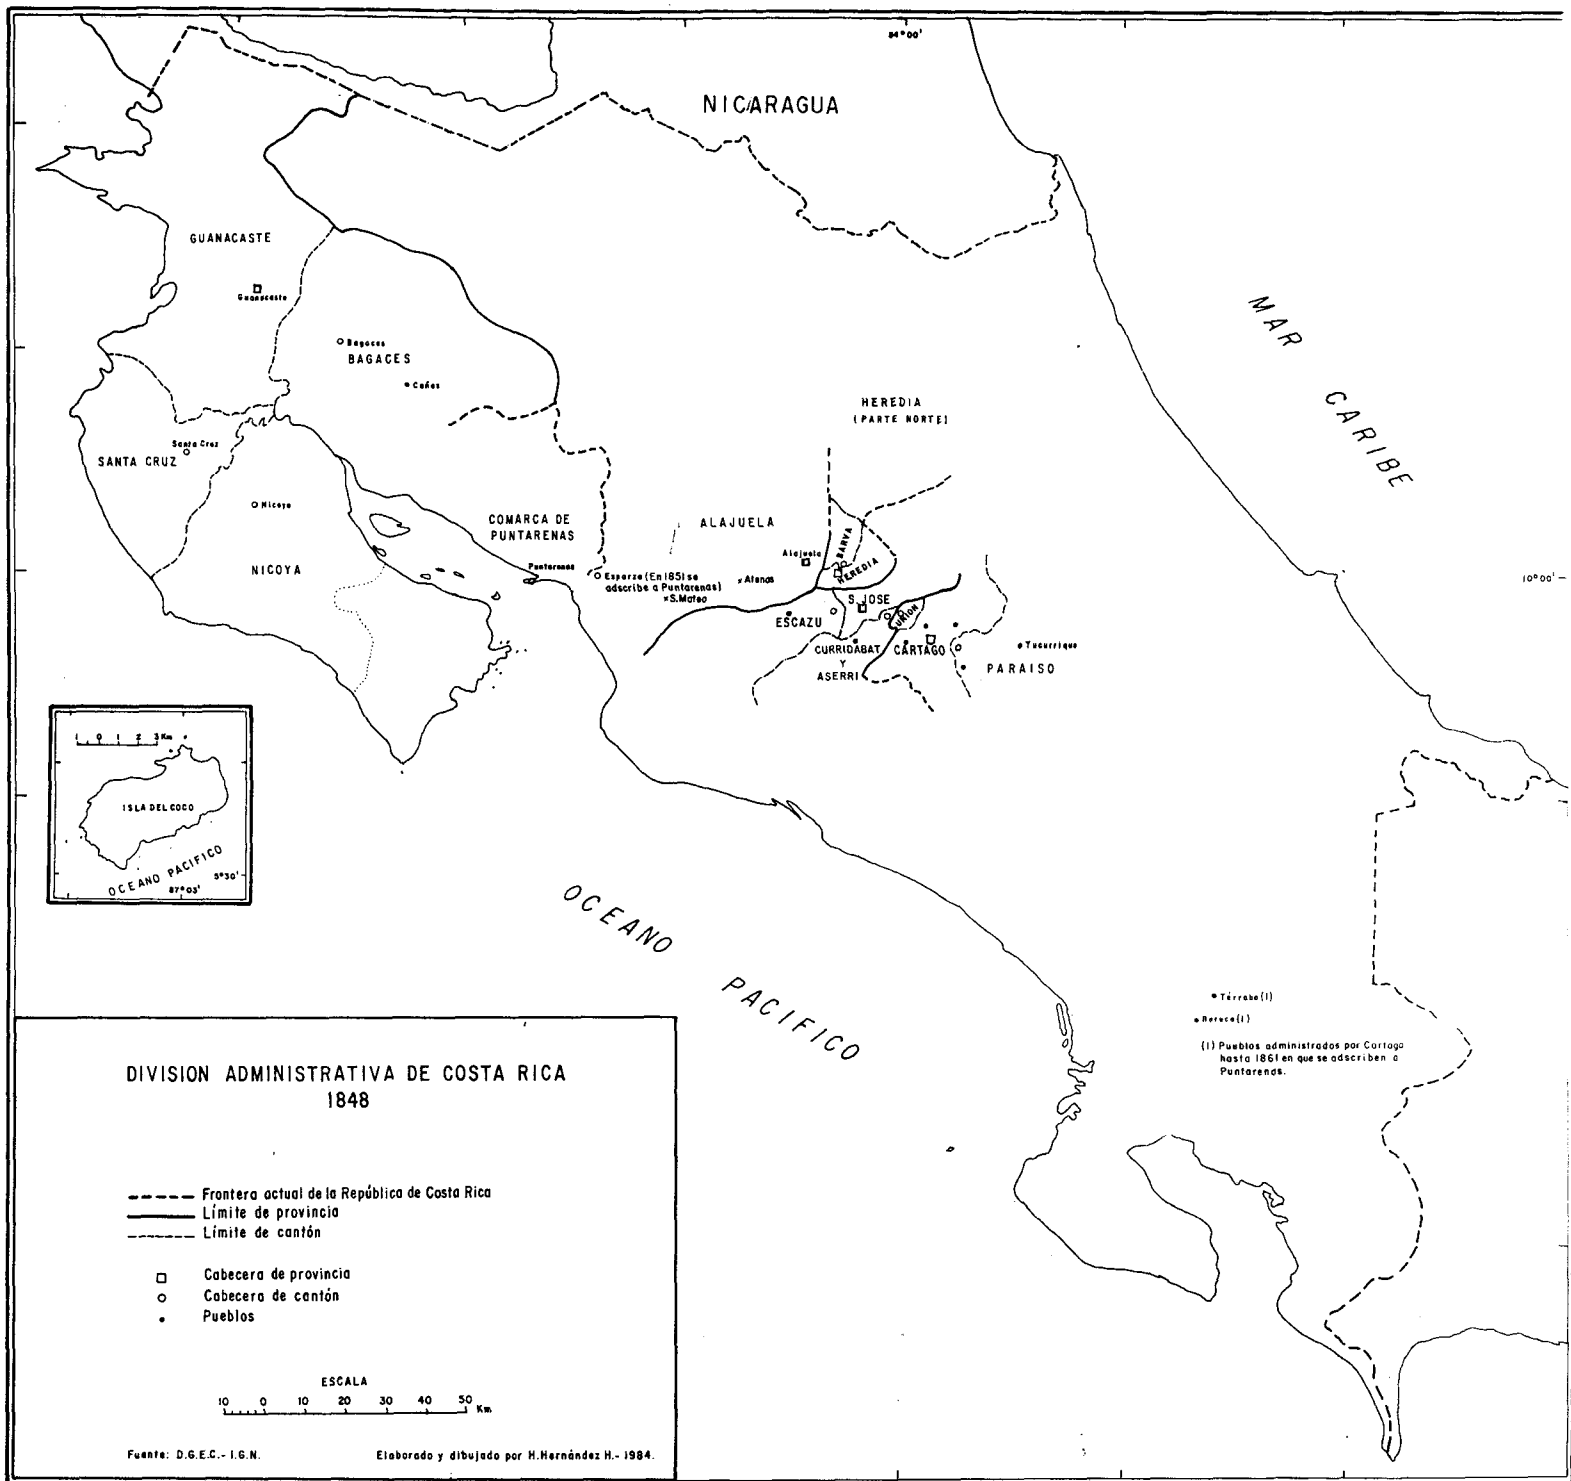 84°00'
NICARAGUA
GUANACASTE
Guanacaste
MAR CARIBE
Bagaces
BAGACES
Cañas
HEREDIA
(PARTE NORTE)
Santa Cruz
SANTA CRUZ
Nicoya
NICOYA
COMARCA DE
PUNTARENAS
Puntarenas
ALAJUELA
Alajuela
BARVA
HEREDIA
Esparza (En 1851 se
adscribe a Puntarenas)
Atenas
S.Mateo
10°00'
S. JOSE
UNION
ESCAZU
CURRIDABAT
Y
ASERRI
CARTAGO
Tucurrique
PARAISO
1 0 1 2 3 Km
ISLA DEL COCO
OCEANO PACIFICO
5°30'
87°03'
OCEANO PACIFICO
Térraba (1)
Boruca (1)
(1) Pueblos administrados por Cartago
hasta 1861 en que se adscriben a
Puntarenas.
DIVISION ADMINISTRATIVA DE COSTA RICA
1848
Frontera actual de la República de Costa Rica
Límite de provincia
Límite de cantón
Cabecera de provincia
Cabecera de cantón
Pueblos
ESCALA
10 0 10 20 30 40 50 Km
Fuente: D.G.E.C.- I.G.N. Elaborado y dibujado por H.Hernández H.- 1984.